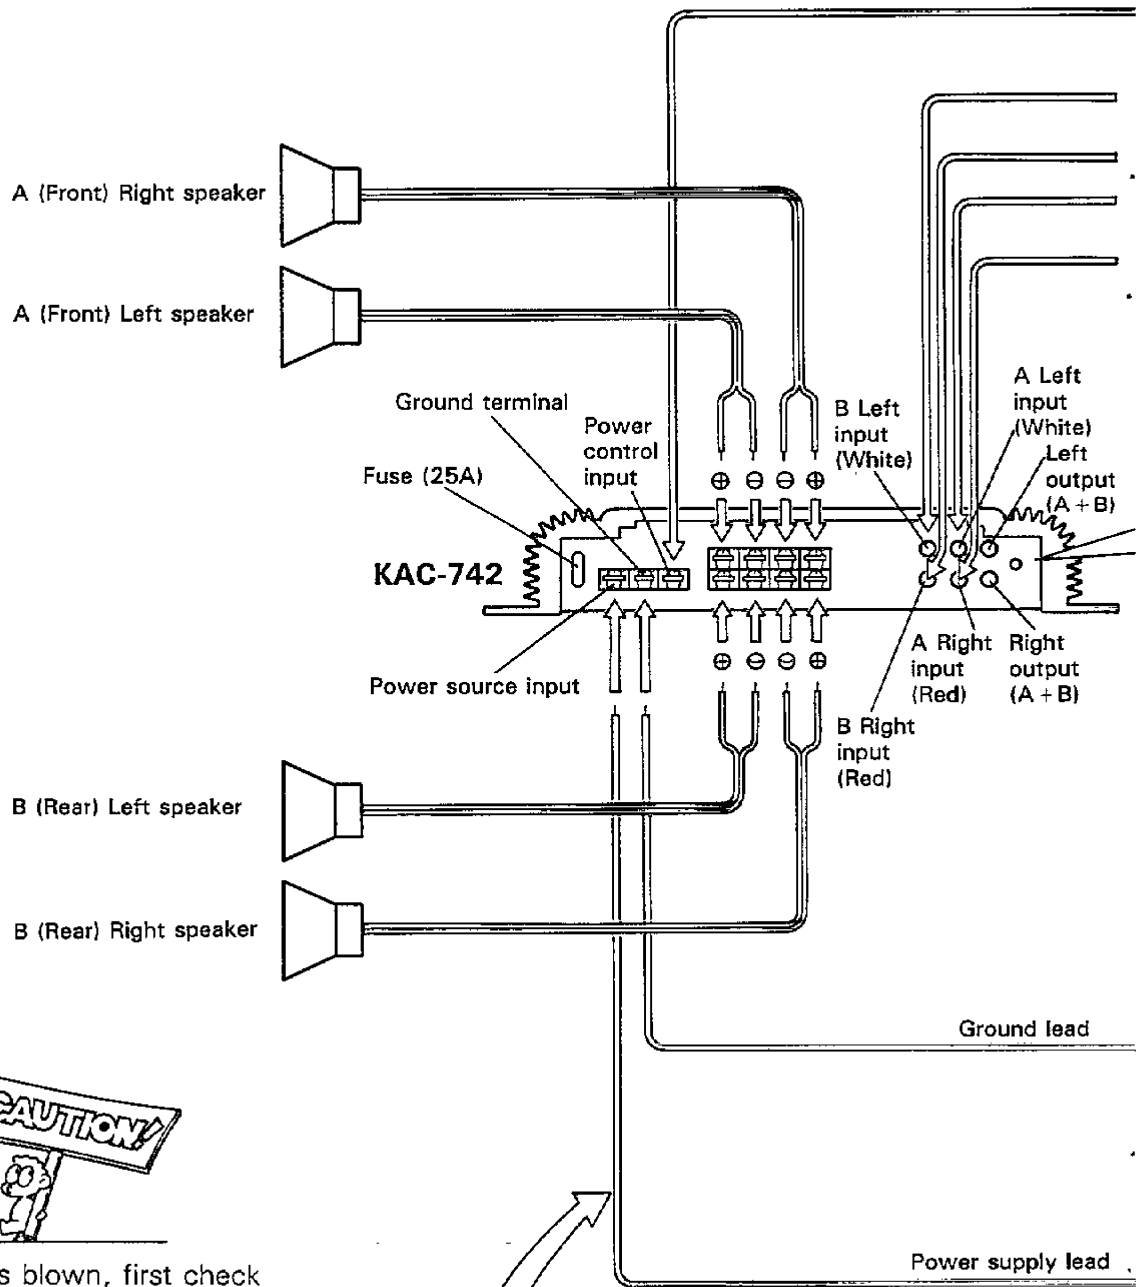 A (Front) Right speaker
A (Front) Left speaker
Ground terminal
Power
control
input
Fuse (25A)
B Left
input
(White)
A Left
input
(White)
Left
output
(A + B)
⊕ ⊖ ⊖ ⊕
KAC-742
⊕ ⊖ ⊖ ⊕
Power source input
A Right
input
(Red)
Right
output
(A + B)
B Right
input
(Red)
B (Rear) Left speaker
B (Rear) Right speaker
Ground lead
CAUTION!
s blown, first check
Power supply lead